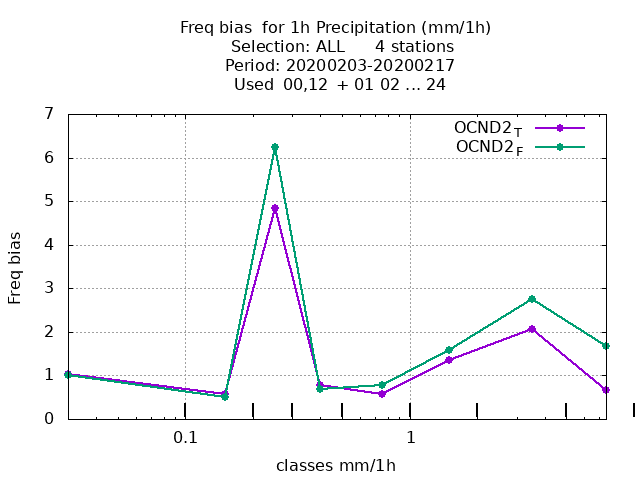 Freq bias  for 1h Precipitation (mm/1h)
Selection: ALL      4 stations
Period: 20200203-20200217
Used  00,12  + 01 02 ... 24
OCND2T
OCND2F
7
6
5
4
3
2
1
0
Freq bias
0.1
1
classes mm/1h